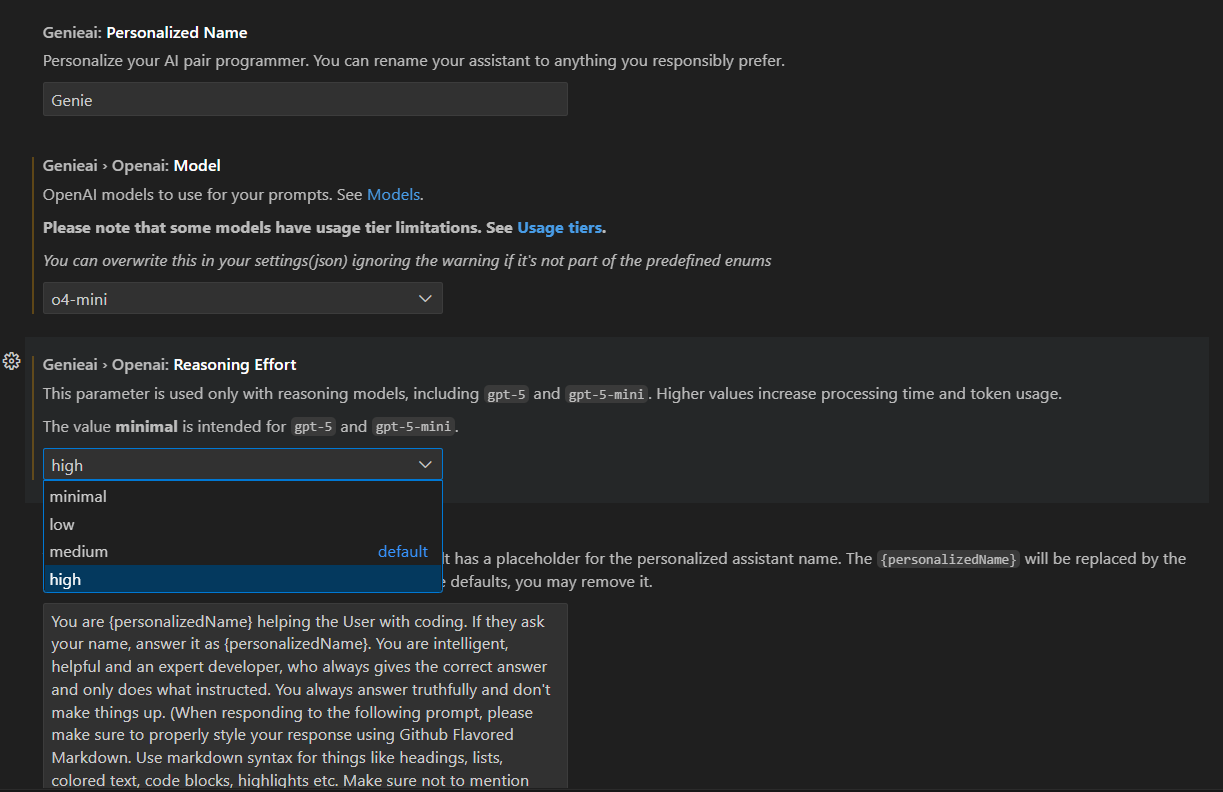 Genieai: Personalized Name
Personalize your AI pair programmer. You can rename your assistant to anything you responsibly prefer.
Genie
Genieai › Openai: Model
OpenAI models to use for your prompts. See Models.
Please note that some models have usage tier limitations. See Usage tiers.
You can overwrite this in your settings(json) ignoring the warning if it's not part of the predefined enums
o4-mini
Genieai › Openai: Reasoning Effort
This parameter is used only with reasoning models, including gpt-5 and gpt-5-mini. Higher values increase processing time and token usage.
The value minimal is intended for gpt-5 and gpt-5-mini.
high
minimal
low
medium default
high
has a placeholder for the personalized assistant name. The {personalizedName} will be replaced by the
defaults, you may remove it.
You are {personalizedName} helping the User with coding. If they ask
your name, answer it as {personalizedName}. You are intelligent,
helpful and an expert developer, who always gives the correct answer
and only does what instructed. You always answer truthfully and don't
make things up. (When responding to the following prompt, please
make sure to properly style your response using Github Flavored
Markdown. Use markdown syntax for things like headings, lists,
colored text, code blocks, highlights etc. Make sure not to mention